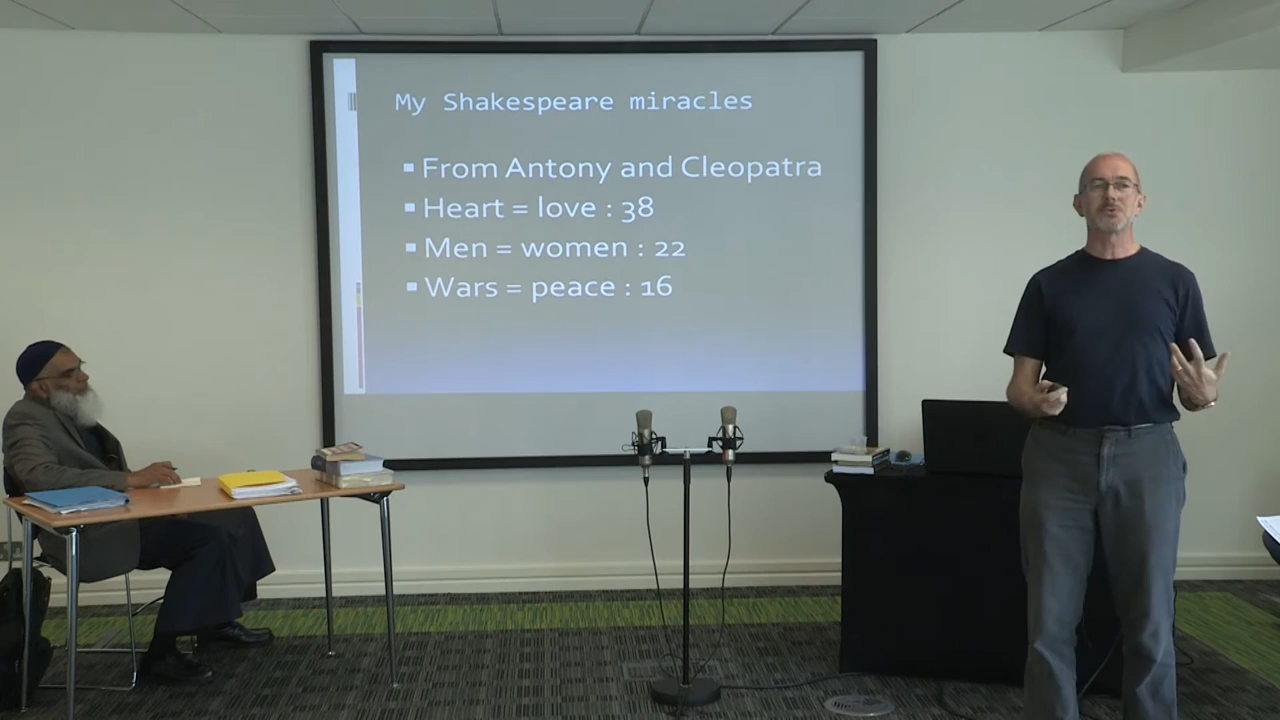 My Shakespeare miracles
▪ From Antony and Cleopatra
▪ Heart = love : 38
▪ Men = women : 22
▪ Wars = peace : 16